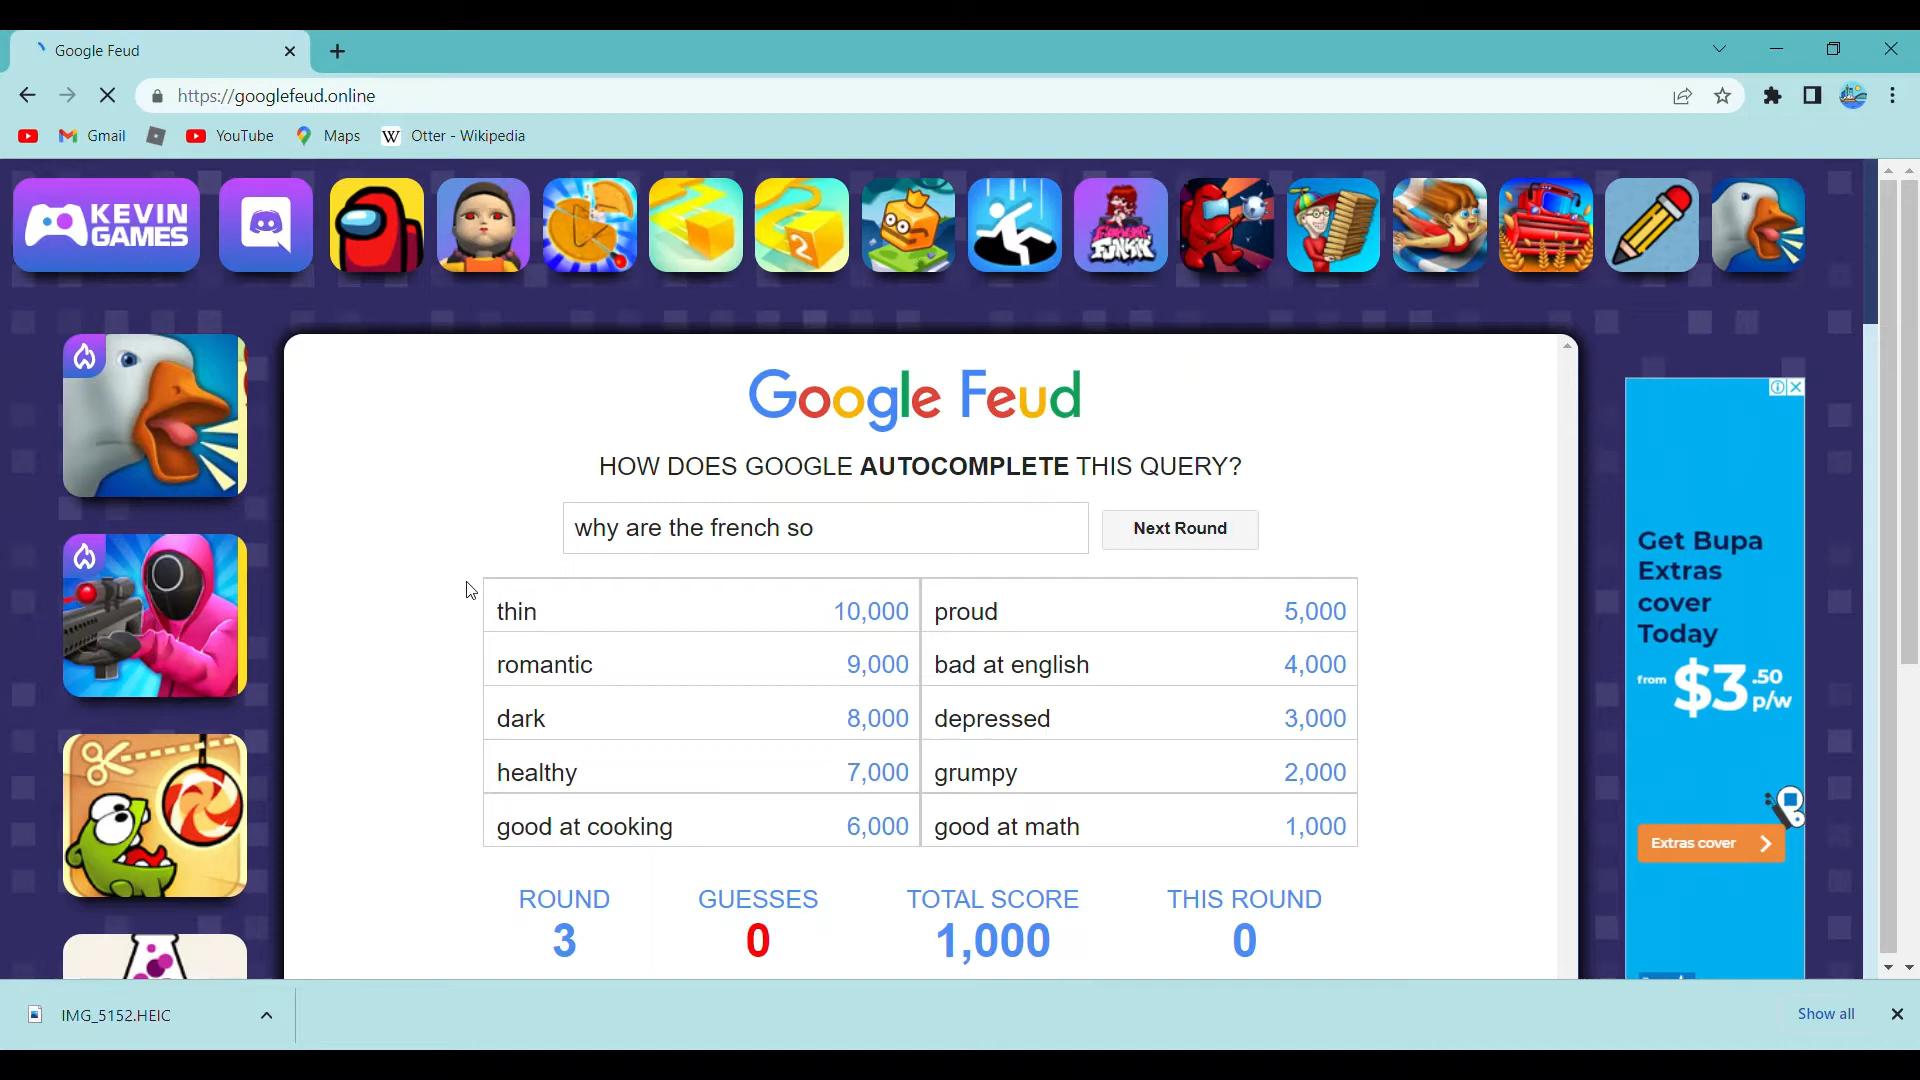 Google Feud
https://googlefeud.online
Gmail
YouTube
Maps
W
Otter - Wikipedia
KEVIN
GAMES
2
FUNKIN
Google Feud
HOW DOES GOOGLE AUTOCOMPLETE THIS QUERY?
why are the french so
Next Round
thin 10,000 proud 5,000
romantic 9,000 bad at english 4,000
dark 8,000 depressed 3,000
healthy 7,000 grumpy 2,000
good at cooking 6,000 good at math 1,000
ROUND GUESSES TOTAL SCORE THIS ROUND
3 0 1,000 0
Get Bupa
Extras
cover
Today
from $3.50
p/w
Extras cover
IMG_5152.HEIC
Show all